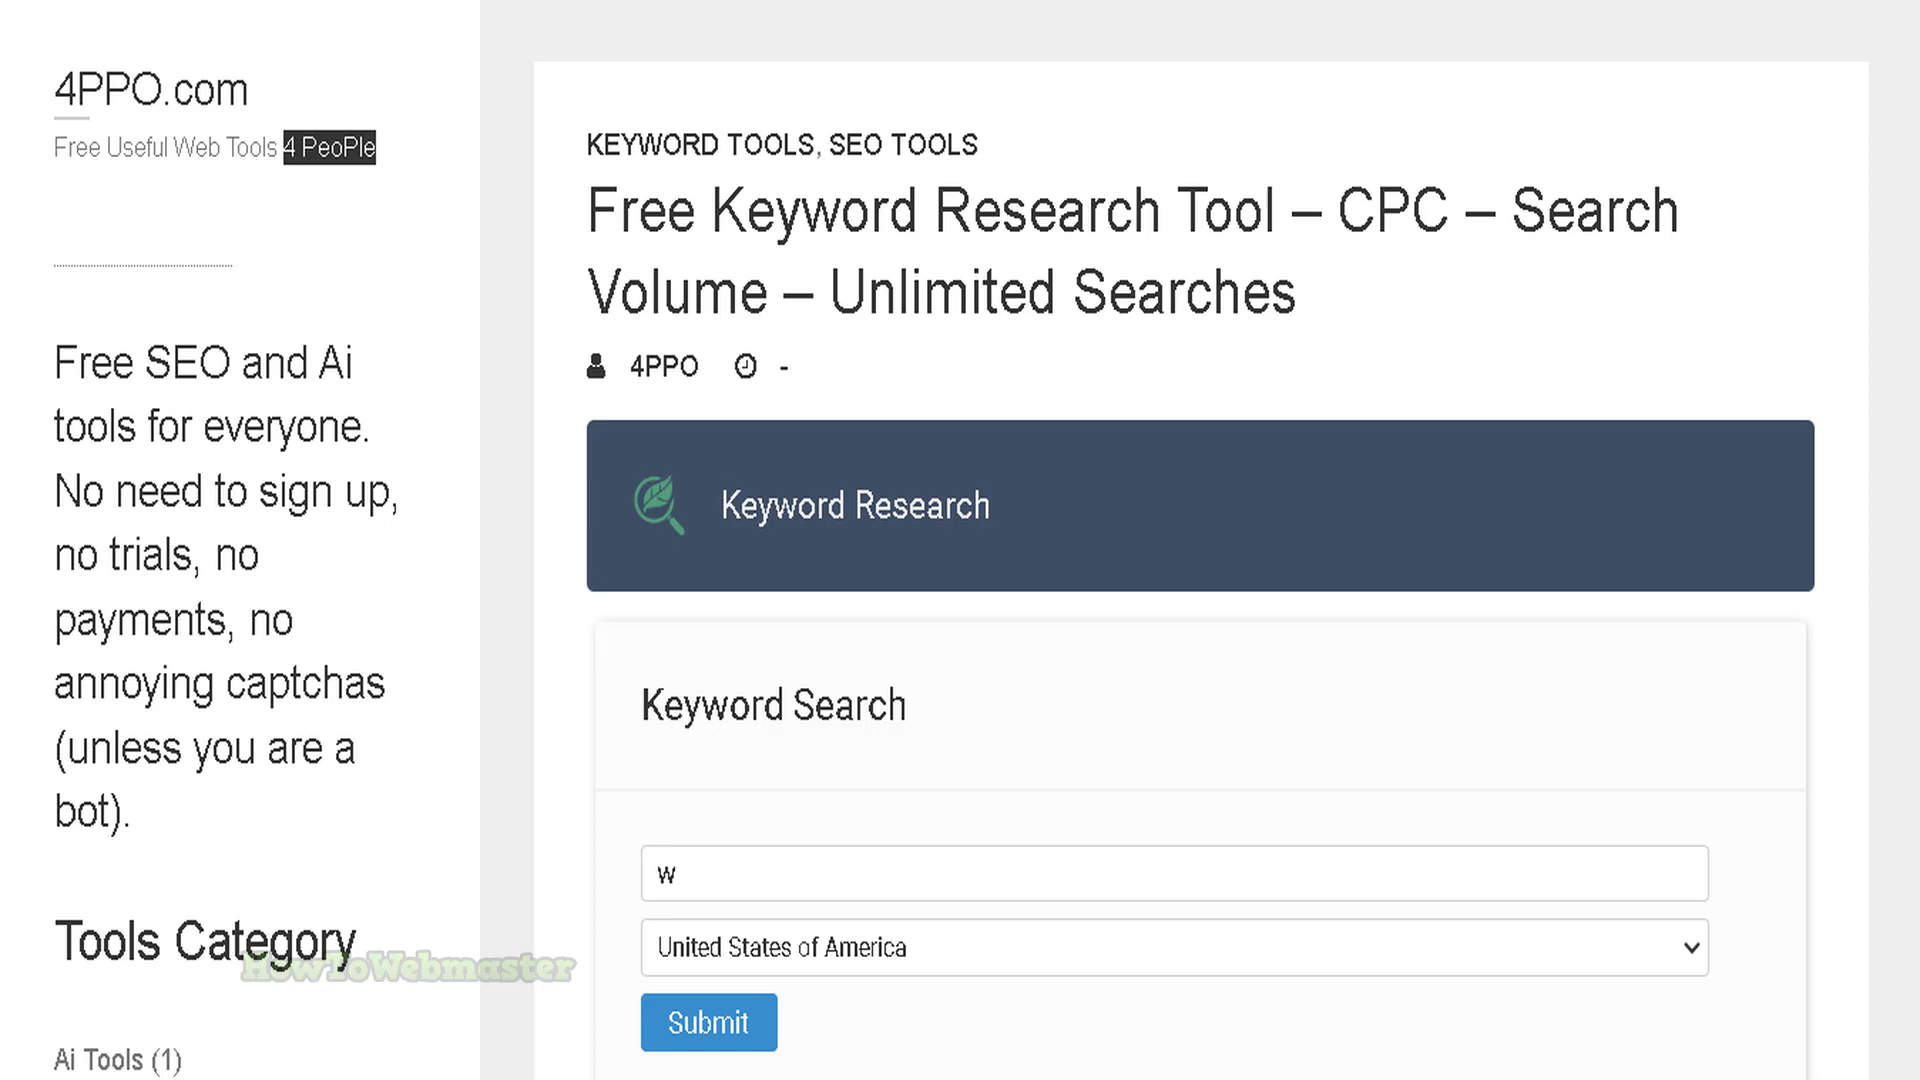 4PPO.com
Free Useful Web Tools 4 PeoPle
Free SEO and Ai
tools for everyone.
No need to sign up,
no trials, no
payments, no
annoying captchas
(unless you are a
bot).
Tools Category
HowToWebmaster
Ai Tools (1)
KEYWORD TOOLS, SEO TOOLS
Free Keyword Research Tool – CPC – Search
Volume – Unlimited Searches
4PPO -
Keyword Research
Keyword Search
w
United States of America
Submit